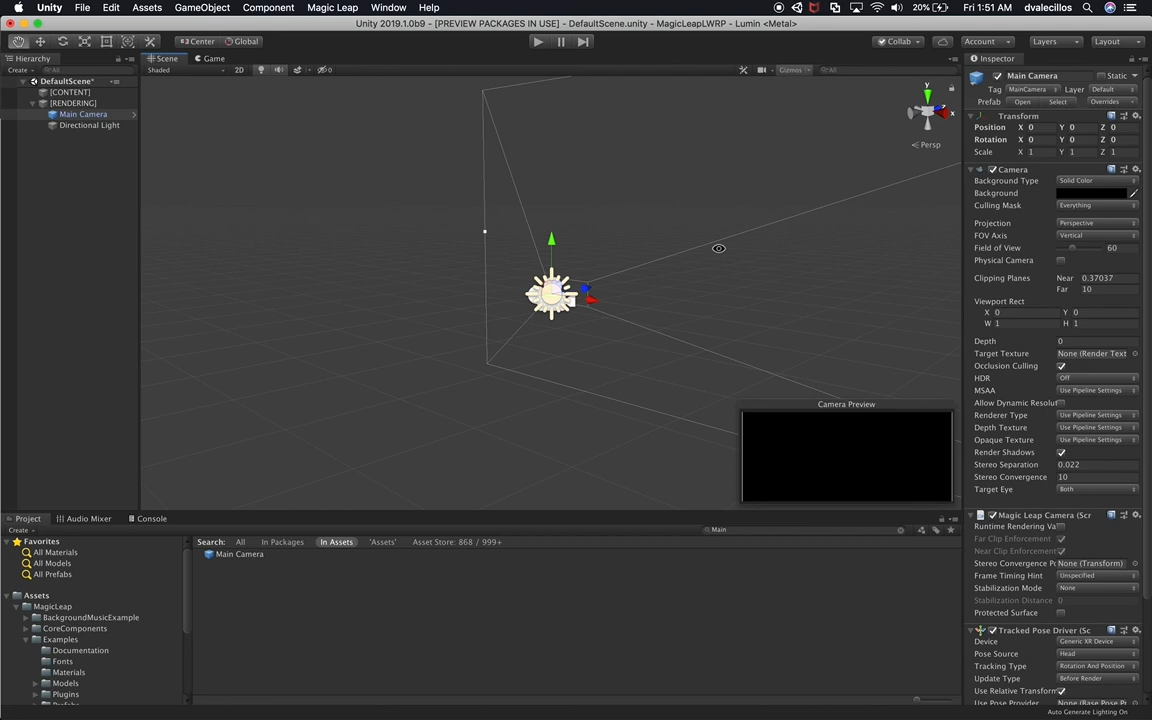 Unity File Edit Assets GameObject Component Magic Leap Window Help 20% Fri 1:51 AM dvalecillos
Unity 2019.1.0b9 - [PREVIEW PACKAGES IN USE] - DefaultScene.unity - MagicLeapLWRP - Lumin <Metal>
Center Global Collab Account Layers Layout
Hierarchy Scene Game Inspector
Create All Shaded 2D 0 Gizmos All
DefaultScene*
[CONTENT]
[RENDERING]
Main Camera
Directional Light
y
x
Persp
Main Camera Static
Tag MainCamera Layer Default
Prefab Open Select Overrides
Transform
Position X 0 Y 0 Z 0
Rotation X 0 Y 0 Z 0
Scale X 1 Y 1 Z 1
Camera
Background Type Solid Color
Background
Culling Mask Everything
Projection Perspective
FOV Axis Vertical
Field of View 60
Physical Camera
Clipping Planes Near 0.37037
Far 10
Viewport Rect
X 0 Y 0
W 1 H 1
Depth 0
Target Texture None (Render Text
Occlusion Culling
HDR Off
MSAA Use Pipeline Settings
Allow Dynamic Resolut
Renderer Type Use Pipeline Settings
Depth Texture Use Pipeline Settings
Opaque Texture Use Pipeline Settings
Render Shadows
Stereo Separation 0.022
Stereo Convergence 10
Target Eye Both
Magic Leap Camera (Scr
Runtime Rendering Va
Far Clip Enforcement
Near Clip Enforcement
Stereo Convergence Po None (Transform)
Frame Timing Hint Unspecified
Stabilization Mode None
Stabilization Distance 0
Protected Surface
Tracked Pose Driver (Sc
Device Generic XR Device
Pose Source Head
Tracking Type Rotation And Position
Update Type Before Render
Use Relative Transform
Use Pose Provider None (Base Pose Pr
Auto Generate Lighting On
Camera Preview
Project Audio Mixer Console
Create Main
Favorites
All Materials
All Models
All Prefabs
Assets
MagicLeap
BackgroundMusicExample
CoreComponents
Examples
Documentation
Fonts
Materials
Models
Plugins
Prefabs
Search: All In Packages In Assets 'Assets' Asset Store: 868 / 999+
Main Camera